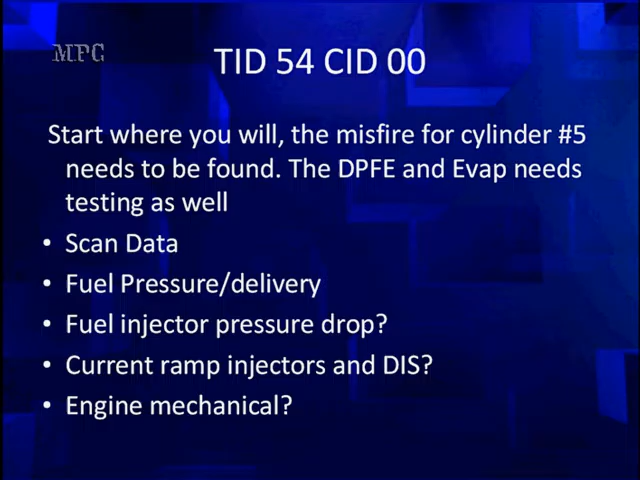 MPC
TID 54 CID 00
Start where you will, the misfire for cylinder #5
needs to be found. The DPFE and Evap needs
testing as well
• Scan Data
• Fuel Pressure/delivery
• Fuel injector pressure drop?
• Current ramp injectors and DIS?
• Engine mechanical?